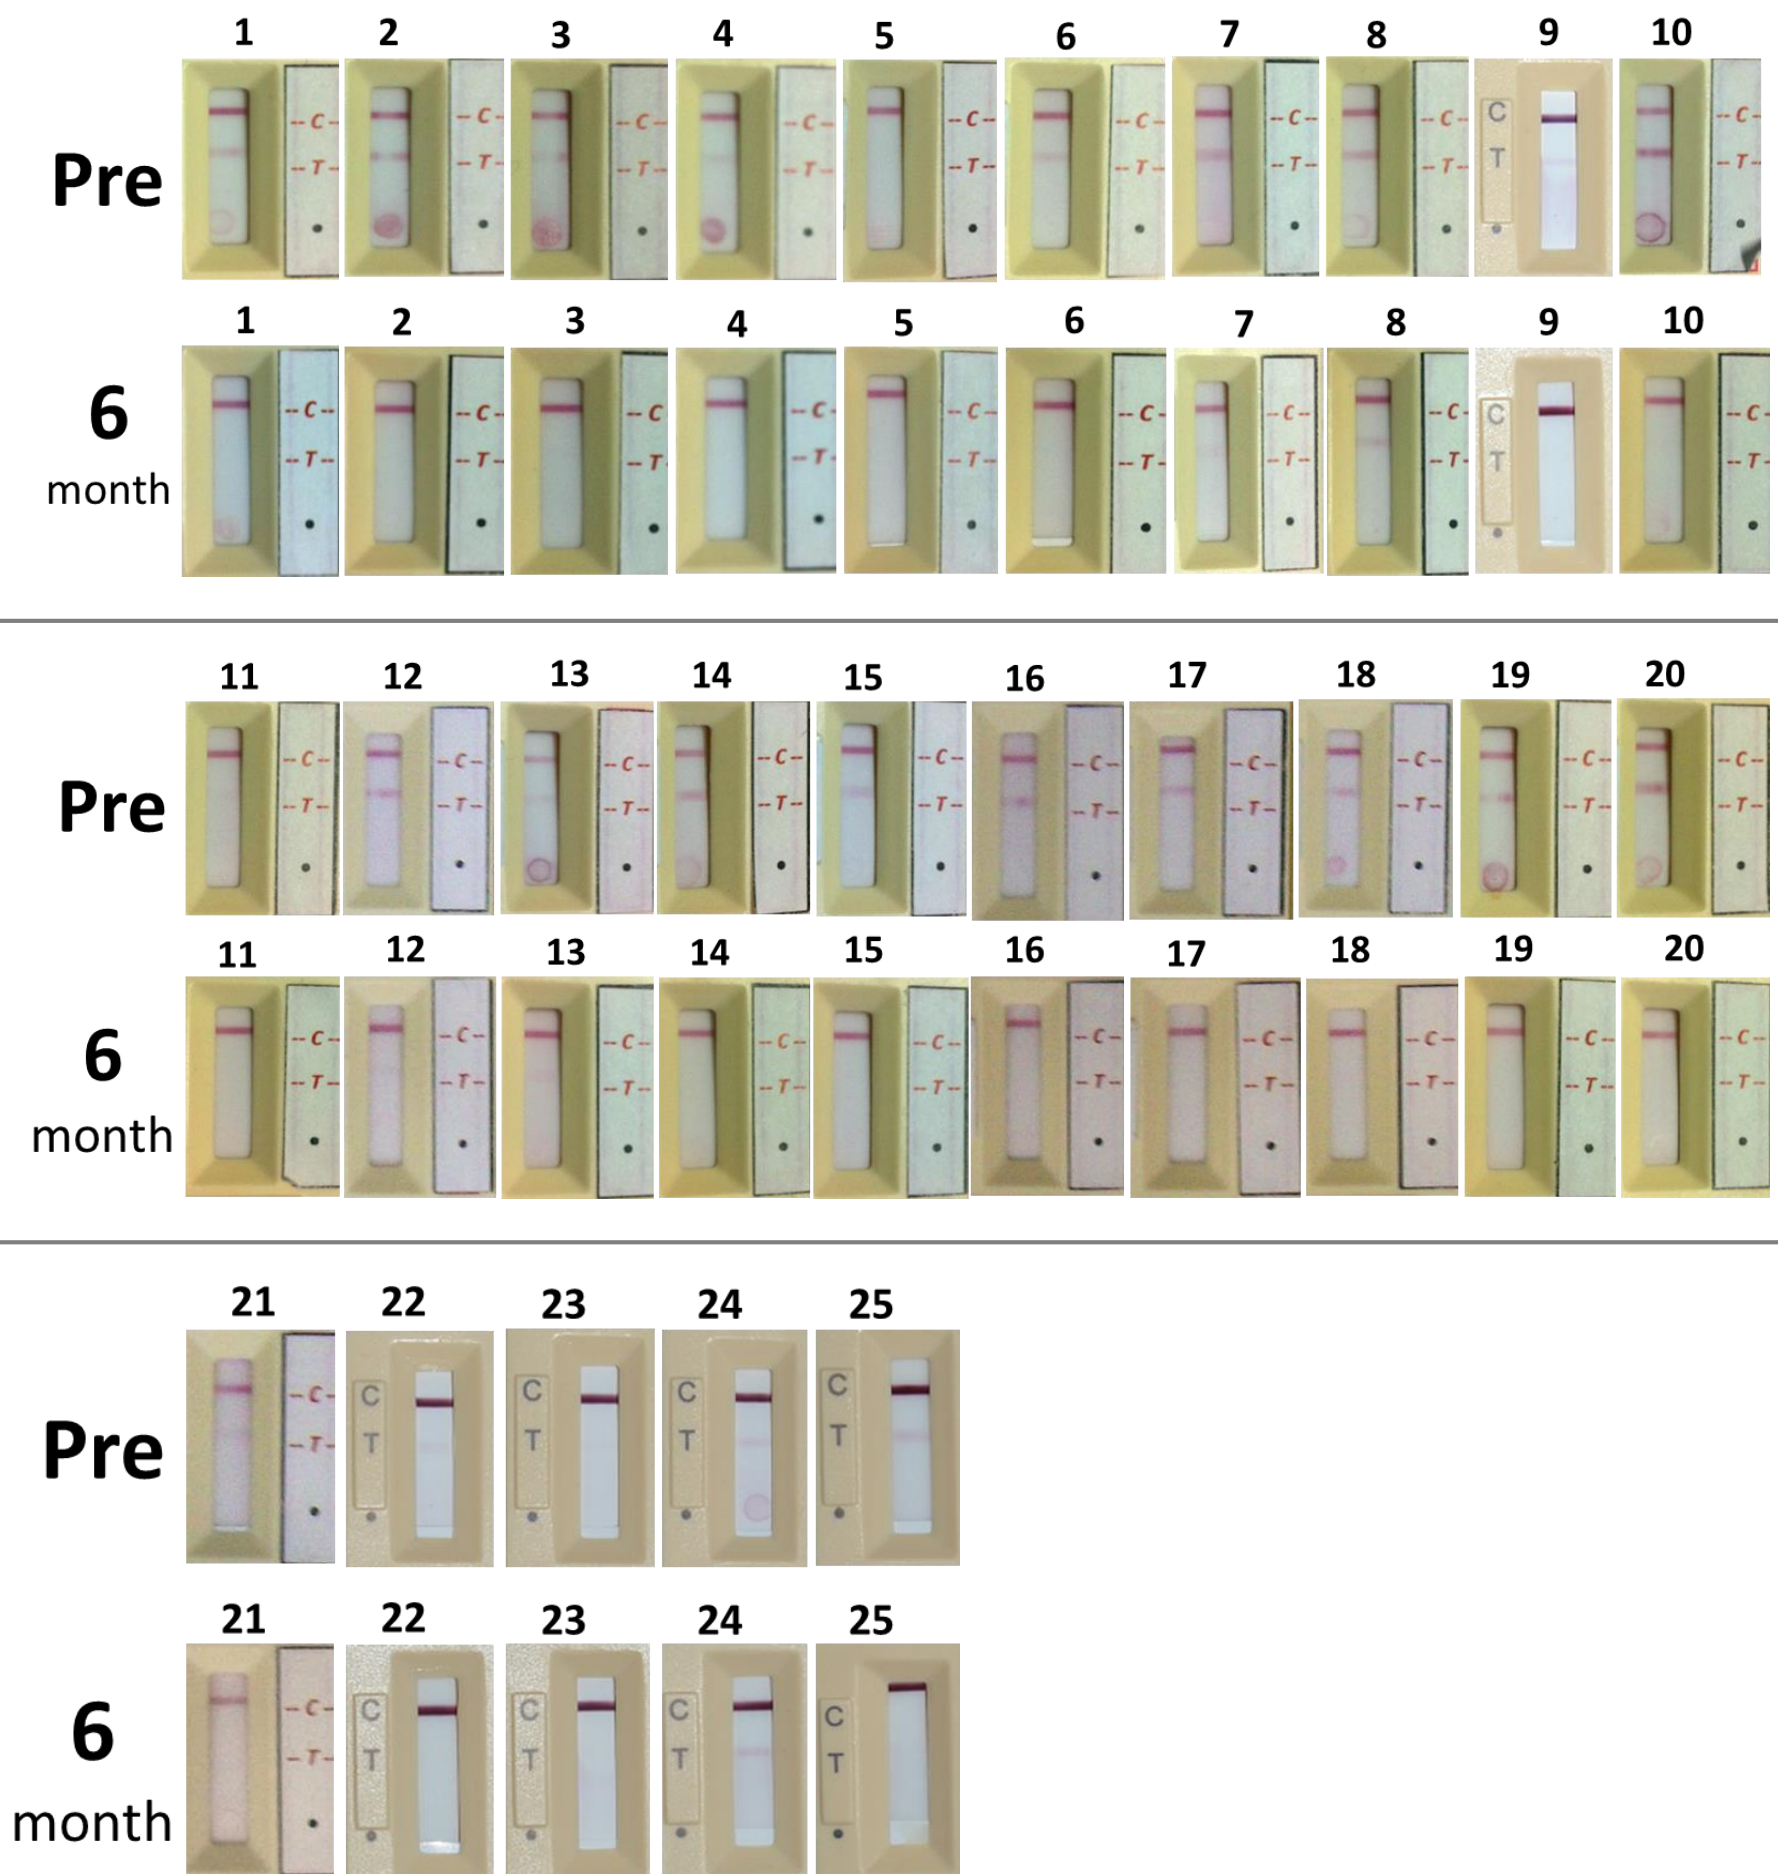 1 2 3 4 5 6 7 8 9 10
Pre
--C- --C- --C- --C-- --C-- --C-- --C-- --C-- C --C-
--T- --T- --T- --T-- --T-- --T-- --T-- --T-- T --T-
1 2 3 4 5 6 7 8 9 10
6
month
--C-- --C-- --C --C- --C-- --C- --C-- --C- C --C-
--T-- --T-- --T --T- --T-- --T- --T-- --T- T --T-
11 12 13 14 15 16 17 18 19 20
Pre
--C-- --C-- --C-- --C-- --C-- --C-- --C-- --C-- --C-- --C--
--T-- --T-- --T-- --T-- --T-- --T-- --T-- --T-- --T-- --T--
11 12 13 14 15 16 17 18 19 20
6
month
--C-- --C-- --C-- --C-- --C-- --C-- --C-- --C-- --C-- --C--
--T-- --T-- --T-- --T-- --T-- --T-- --T-- --T-- --T-- --T--
21 22 23 24 25
Pre
--C-- C C C C
--T-- T T T T
21 22 23 24 25
6
month
--C-- C C C C
--T-- T T T T